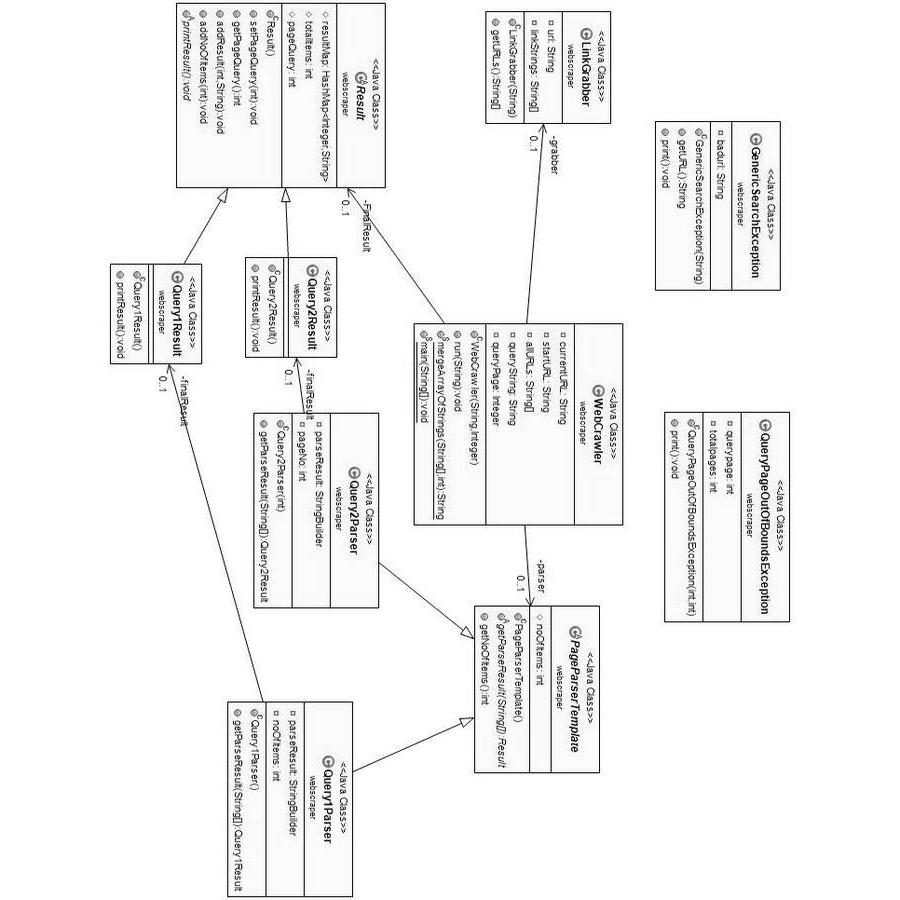 <<Java Class>>
GenericSearchException
webscraper
badurl: String
GenericSearchException(String)
getURL():String
print():void
<<Java Class>>
QueryPageOutOfBoundsException
webscraper
querypage: int
totalpages: int
QueryPageOutOfBoundsException(int,int)
print():void
<<Java Class>>
LinkGrabber
webscraper
url: String
linkStrings: String[]
LinkGrabber(String)
getURLs():String[]
-grabber
0..1
<<Java Class>>
WebCrawler
webscraper
currentURL: String
startURL: String
allURLs: String[]
queryString: String
queryPage: Integer
WebCrawler(String,Integer)
run(String):void
mergeArrayOfStrings(String[],int):String
main(String[]):void
-parser
0..1
<<Java Class>>
PageParserTemplate
webscraper
noOfItems: int
PageParserTemplate()
getParseResult(String[]):Result
getNoOfItems():int
<<Java Class>>
Result
webscraper
resultMap: HashMap<Integer,String>
totalItems: int
pageQuery: int
Result()
setPageQuery(int):void
getPageQuery():int
addResult(int,String):void
addNoOfItems(int):void
printResult():void
-FinalResult
0..1
<<Java Class>>
Query2Result
webscraper
Query2Result()
printResult():void
-finalResult
0..1
<<Java Class>>
Query2Parser
webscraper
parseResult: StringBuilder
pageNo: int
Query2Parser(int)
getParseResult(String[]):Query2Result
<<Java Class>>
Query1Result
webscraper
Query1Result()
printResult():void
-finalResult
0..1
<<Java Class>>
Query1Parser
webscraper
parseResult: StringBuilder
noOfItems: int
Query1Parser()
getParseResult(String[]):Query1Result